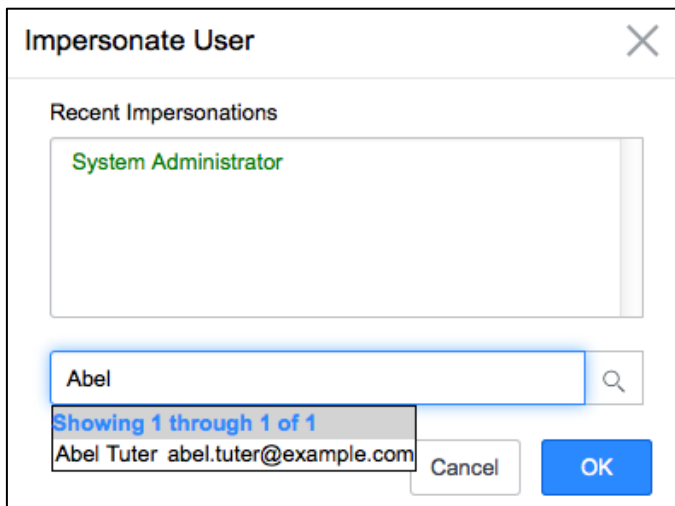 Impersonate User
Recent Impersonations
System Administrator
Abel
Showing 1 through 1 of 1
Abel Tuter abel.tuter@example.com
Cancel
OK